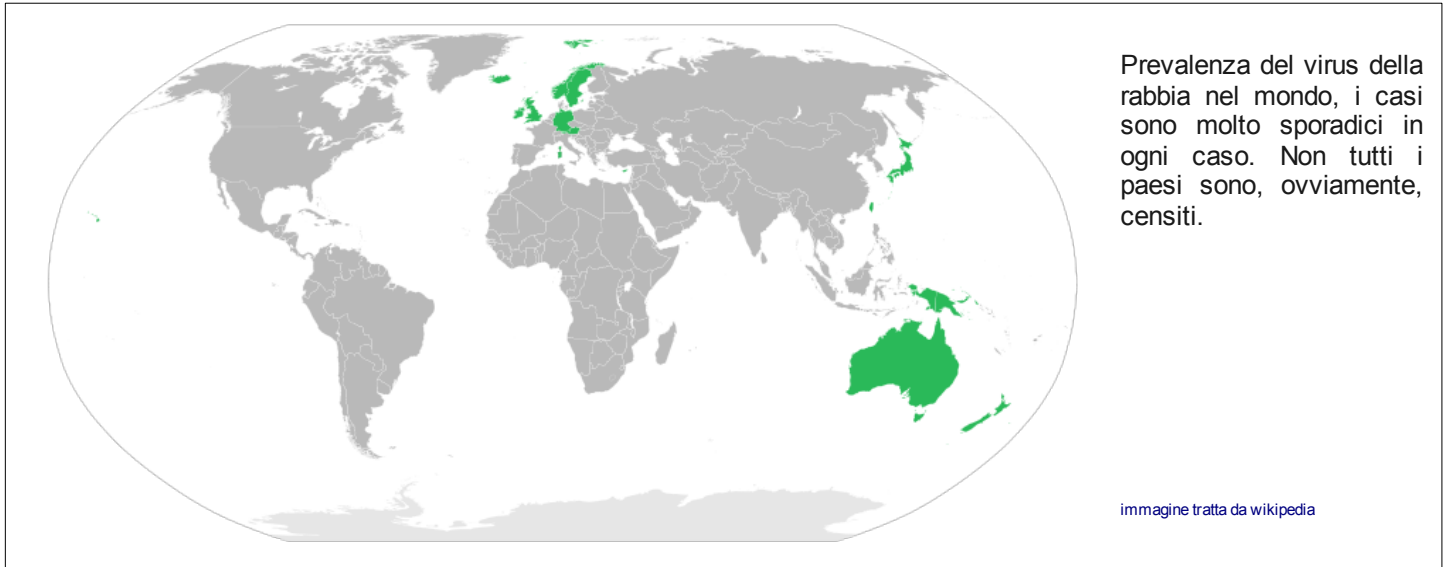 Prevalenza del virus della
rabbia nel mondo, i casi
sono molto sporadici in
ogni caso. Non tutti i
paesi sono, ovviamente,
censiti.
immagine tratta da wikipedia